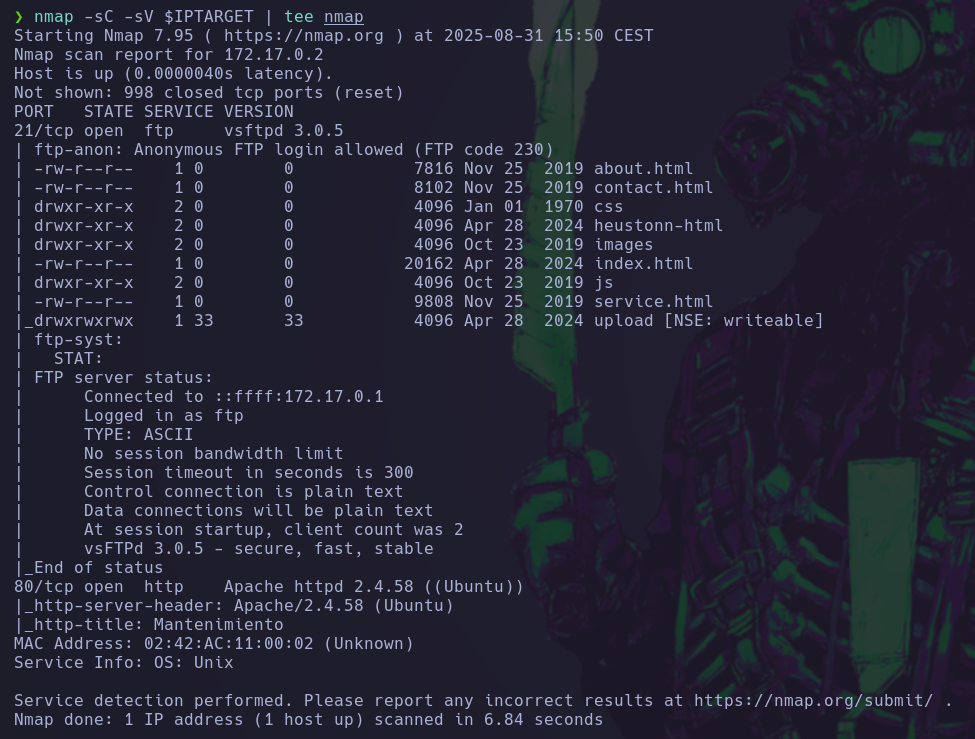 ❯ nmap -sC -sV $IPTARGET | tee nmap
Starting Nmap 7.95 ( https://nmap.org ) at 2025-08-31 15:50 CEST
Nmap scan report for 172.17.0.2
Host is up (0.0000040s latency).
Not shown: 998 closed tcp ports (reset)
PORT   STATE SERVICE VERSION
21/tcp open  ftp     vsftpd 3.0.5
| ftp-anon: Anonymous FTP login allowed (FTP code 230)
| -rw-r--r--    1 0        0            7816 Nov 25  2019 about.html
| -rw-r--r--    1 0        0            8102 Nov 25  2019 contact.html
| drwxr-xr-x    2 0        0            4096 Jan 01  1970 css
| drwxr-xr-x    2 0        0            4096 Apr 28  2024 heustonn-html
| drwxr-xr-x    2 0        0            4096 Oct 23  2019 images
| -rw-r--r--    1 0        0           20162 Apr 28  2024 index.html
| drwxr-xr-x    2 0        0            4096 Oct 23  2019 js
| -rw-r--r--    1 0        0            9808 Nov 25  2019 service.html
|_drwxrwxrwx    1 33       33           4096 Apr 28  2024 upload [NSE: writeable]
| ftp-syst:
|   STAT:
| FTP server status:
|      Connected to ::ffff:172.17.0.1
|      Logged in as ftp
|      TYPE: ASCII
|      No session bandwidth limit
|      Session timeout in seconds is 300
|      Control connection is plain text
|      Data connections will be plain text
|      At session startup, client count was 2
|      vsFTPd 3.0.5 - secure, fast, stable
|_End of status
80/tcp open  http    Apache httpd 2.4.58 ((Ubuntu))
|_http-server-header: Apache/2.4.58 (Ubuntu)
|_http-title: Mantenimiento
MAC Address: 02:42:AC:11:00:02 (Unknown)
Service Info: OS: Unix
Service detection performed. Please report any incorrect results at https://nmap.org/submit/ .
Nmap done: 1 IP address (1 host up) scanned in 6.84 seconds